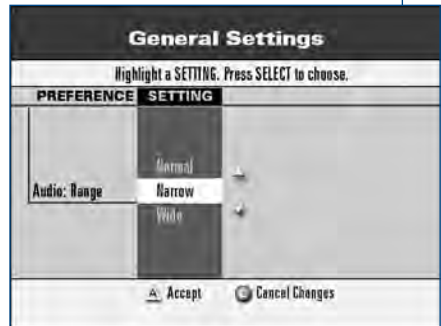 General Settings
Highlight a SETTING. Press SELECT to choose.
PREFERENCE SETTING
Normal
Audio: Range Narrow
Wide
A Accept C Cancel Changes